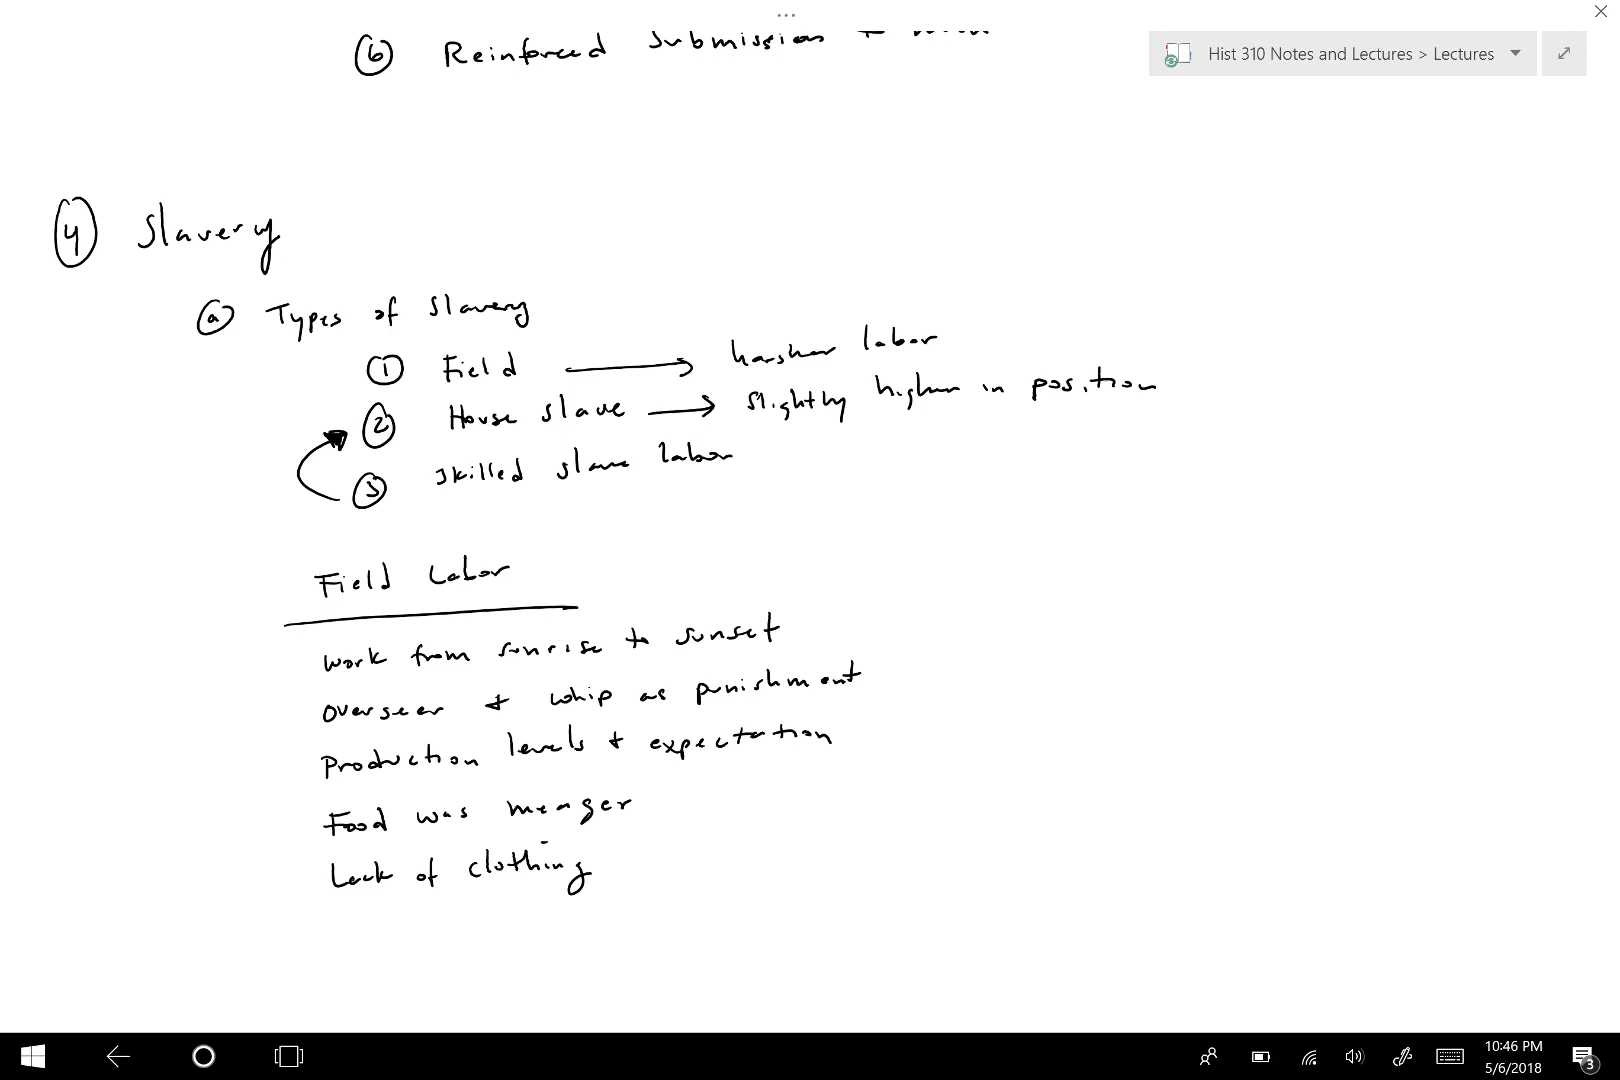 ⑥ Reinforced submission to
Hist 310 Notes and Lectures > Lectures
④ Slavery
ⓐ Types of Slavery
① Field → harsher labor
② House slave → slightly higher in position
③ skilled slave labor
Field Labor
work from sunrise to sunset
overseer + whip as punishment
production levels + expectation
Food was meager
Lack of clothing
10:46 PM
5/6/2018
3